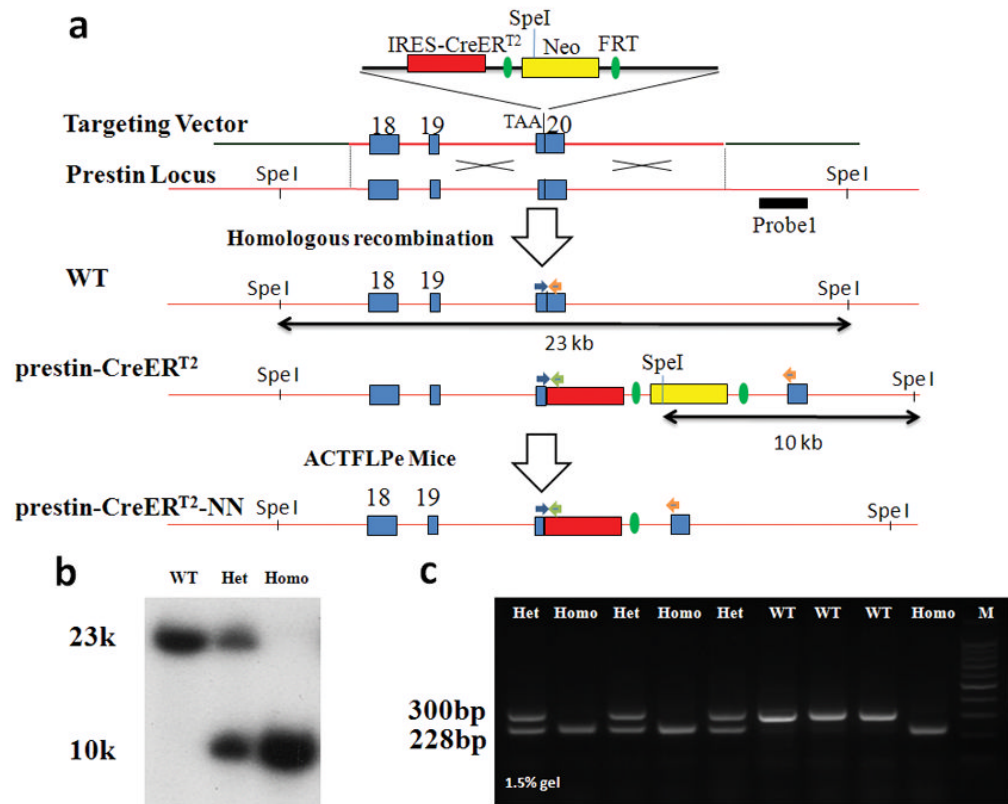 a
SpeI
IRES-CreERT2 Neo FRT
18 19 TAA 20
Targeting Vector
Prestin Locus
Spe I Spe I
Probe1
Homologous recombination
WT
18 19
Spe I Spe I
23 kb
prestin-CreERT2
SpeI
Spe I Spe I
10 kb
ACTFLPe Mice
prestin-CreERT2-NN
18 19
Spe I Spe I
b
WT Het Homo
23k
10k
c
Het Homo Het Homo Het WT WT WT Homo M
300bp
228bp
1.5% gel